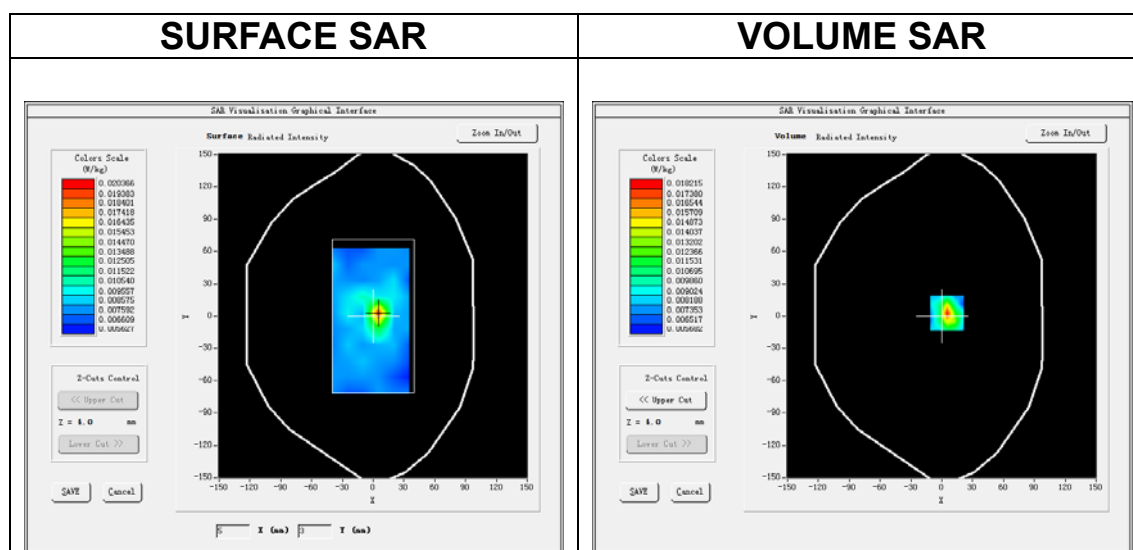 SURFACE SAR
VOLUME SAR
SAR Visualisation Graphical Interface
Surface Radiated Intensity
Zoom In/Out
Colors Scale
(W/kg)
0.020366
0.019383
0.018401
0.017418
0.016435
0.015453
0.014470
0.013488
0.012505
0.011522
0.010540
0.009557
0.008575
0.007592
0.006609
0.005627
150
120
90
60
30
0
-30
-60
-90
-120
-150
Y
-150 -120 -90 -60 -30 0 30 60 90 120 150
X
Z-Cuts Control
<< Upper Cut
Z = 4.0 mm
Lower Cut >>
SAVE Cancel
5 X (mm) 3 Y (mm)
SAR Visualisation Graphical Interface
Volume Radiated Intensity
Zoom In/Out
Colors Scale
(W/kg)
0.018215
0.017380
0.016544
0.015709
0.014873
0.014037
0.013202
0.012366
0.011531
0.010695
0.009860
0.009024
0.008188
0.007353
0.006517
0.005682
150
120
90
60
30
0
-30
-60
-90
-120
-150
Y
-150 -120 -90 -60 -30 0 30 60 90 120 150
X
Z-Cuts Control
<< Upper Cut
Z = 4.0 mm
Lower Cut >>
SAVE Cancel